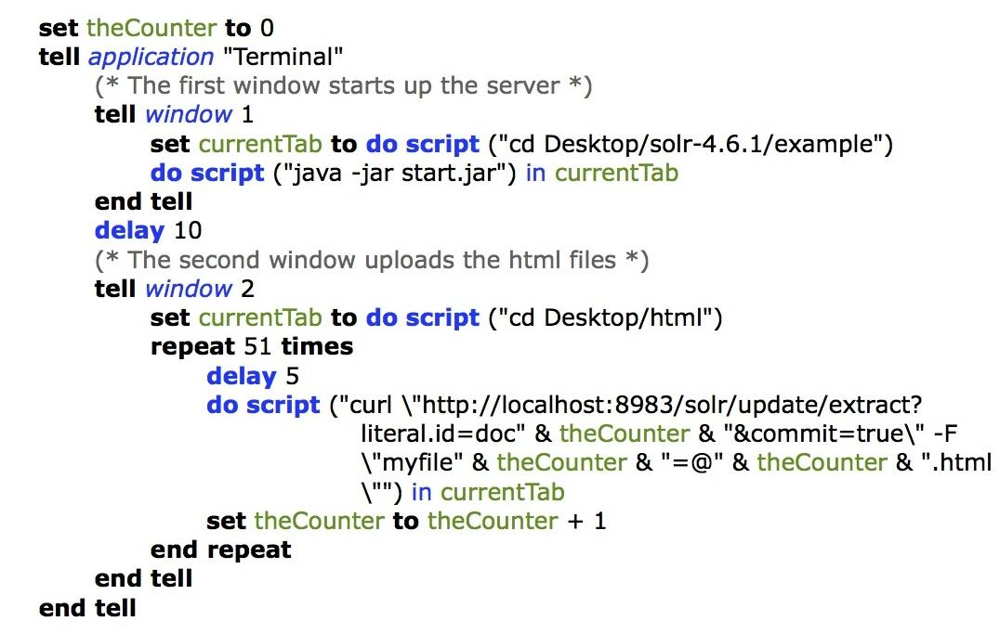 set theCounter to 0
tell application "Terminal"
(* The first window starts up the server *)
tell window 1
set currentTab to do script ("cd Desktop/solr-4.6.1/example")
do script ("java -jar start.jar") in currentTab
end tell
delay 10
(* The second window uploads the html files *)
tell window 2
set currentTab to do script ("cd Desktop/html")
repeat 51 times
delay 5
do script ("curl \"http://localhost:8983/solr/update/extract?
literal.id=doc" & theCounter & "&commit=true\" -F
\"myfile" & theCounter & "=@" & theCounter & ".html
\"") in currentTab
set theCounter to theCounter + 1
end repeat
end tell
end tell